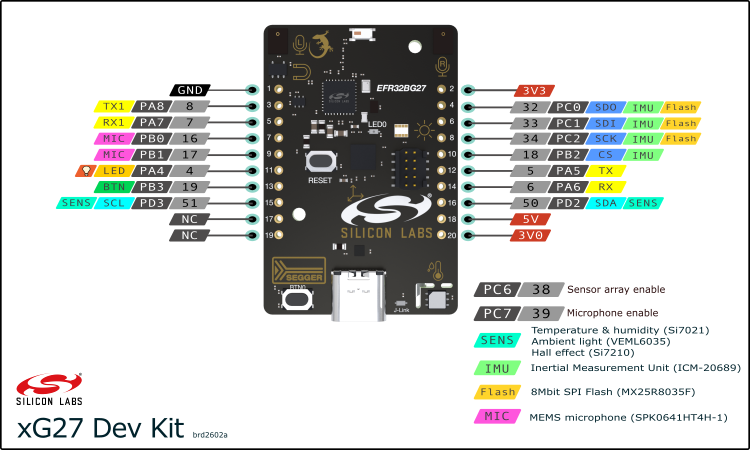 L
R
EFR32BG27
GND 1 2 3V3
TX1 PA8 8 3 4 32 PC0 SDO IMU Flash
RX1 PA7 7 5 6 33 PC1 SDI IMU Flash
MIC PB0 16 7 8 34 PC2 SCK IMU Flash
MIC PB1 17 9 10 18 PB2 CS IMU
LED PA4 4 11 12 5 PA5 TX
BTN PB3 19 13 14 6 PA6 RX
SENS SCL PD3 51 15 16 50 PD2 SDA SENS
NC 17 18 5V
NC 19 20 3V0
LED0
RESET
SILICON LABS
SEGGER
BTN0
J-Link
PC6 38 Sensor array enable
PC7 39 Microphone enable
SENS Temperature & humidity (Si7021)
Ambient light (VEML6035)
Hall effect (Si7210)
IMU Inertial Measurement Unit (ICM-20689)
Flash 8Mbit SPI Flash (MX25R8035F)
MIC MEMS microphone (SPK0641HT4H-1)
SILICON LABS
xG27 Dev Kit brd2602a